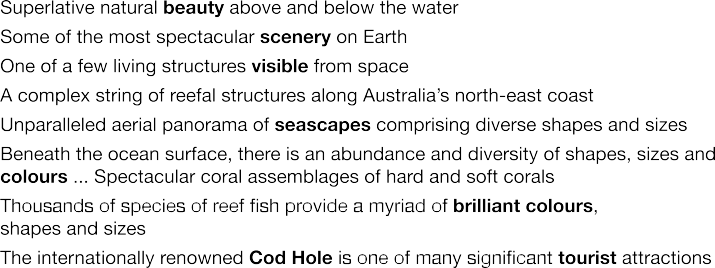 Superlative natural beauty above and below the water
Some of the most spectacular scenery on Earth
One of a few living structures visible from space
A complex string of reefal structures along Australia’s north-east coast
Unparalleled aerial panorama of seascapes comprising diverse shapes and sizes
Beneath the ocean surface, there is an abundance and diversity of shapes, sizes and
colours ... Spectacular coral assemblages of hard and soft corals
Thousands of species of reef fish provide a myriad of brilliant colours,
shapes and sizes
The internationally renowned Cod Hole is one of many significant tourist attractions